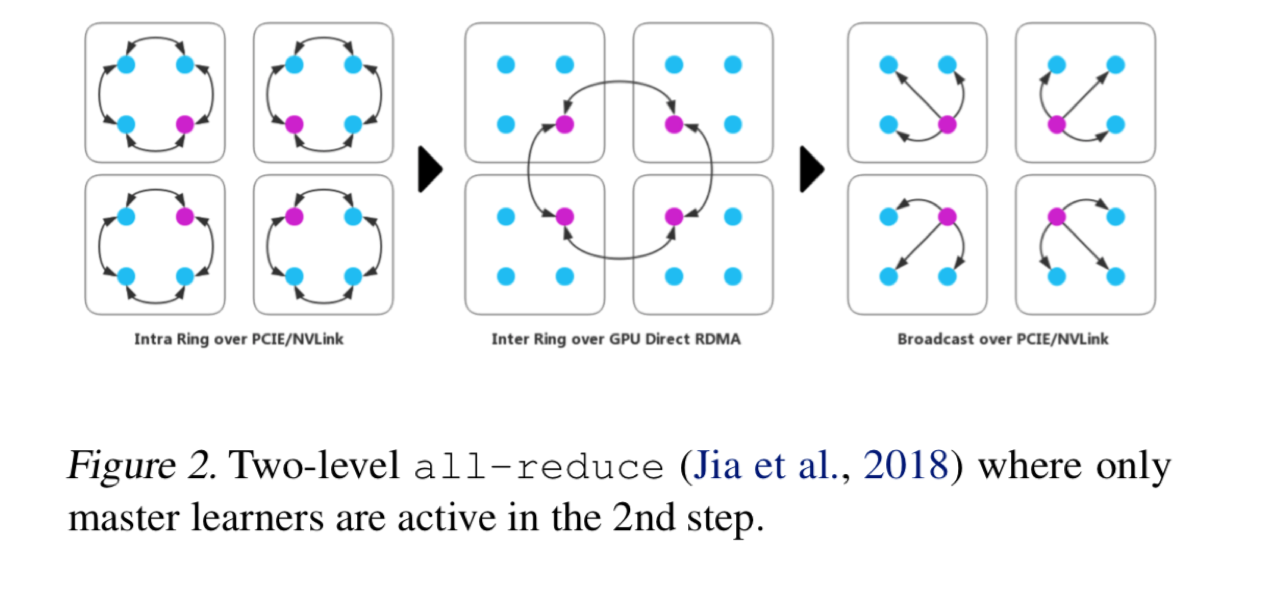 Intra Ring over PCIE/NVLink
Inter Ring over GPU Direct RDMA
Broadcast over PCIE/NVLink
Figure 2. Two-level all-reduce (Jia et al., 2018) where only
master learners are active in the 2nd step.